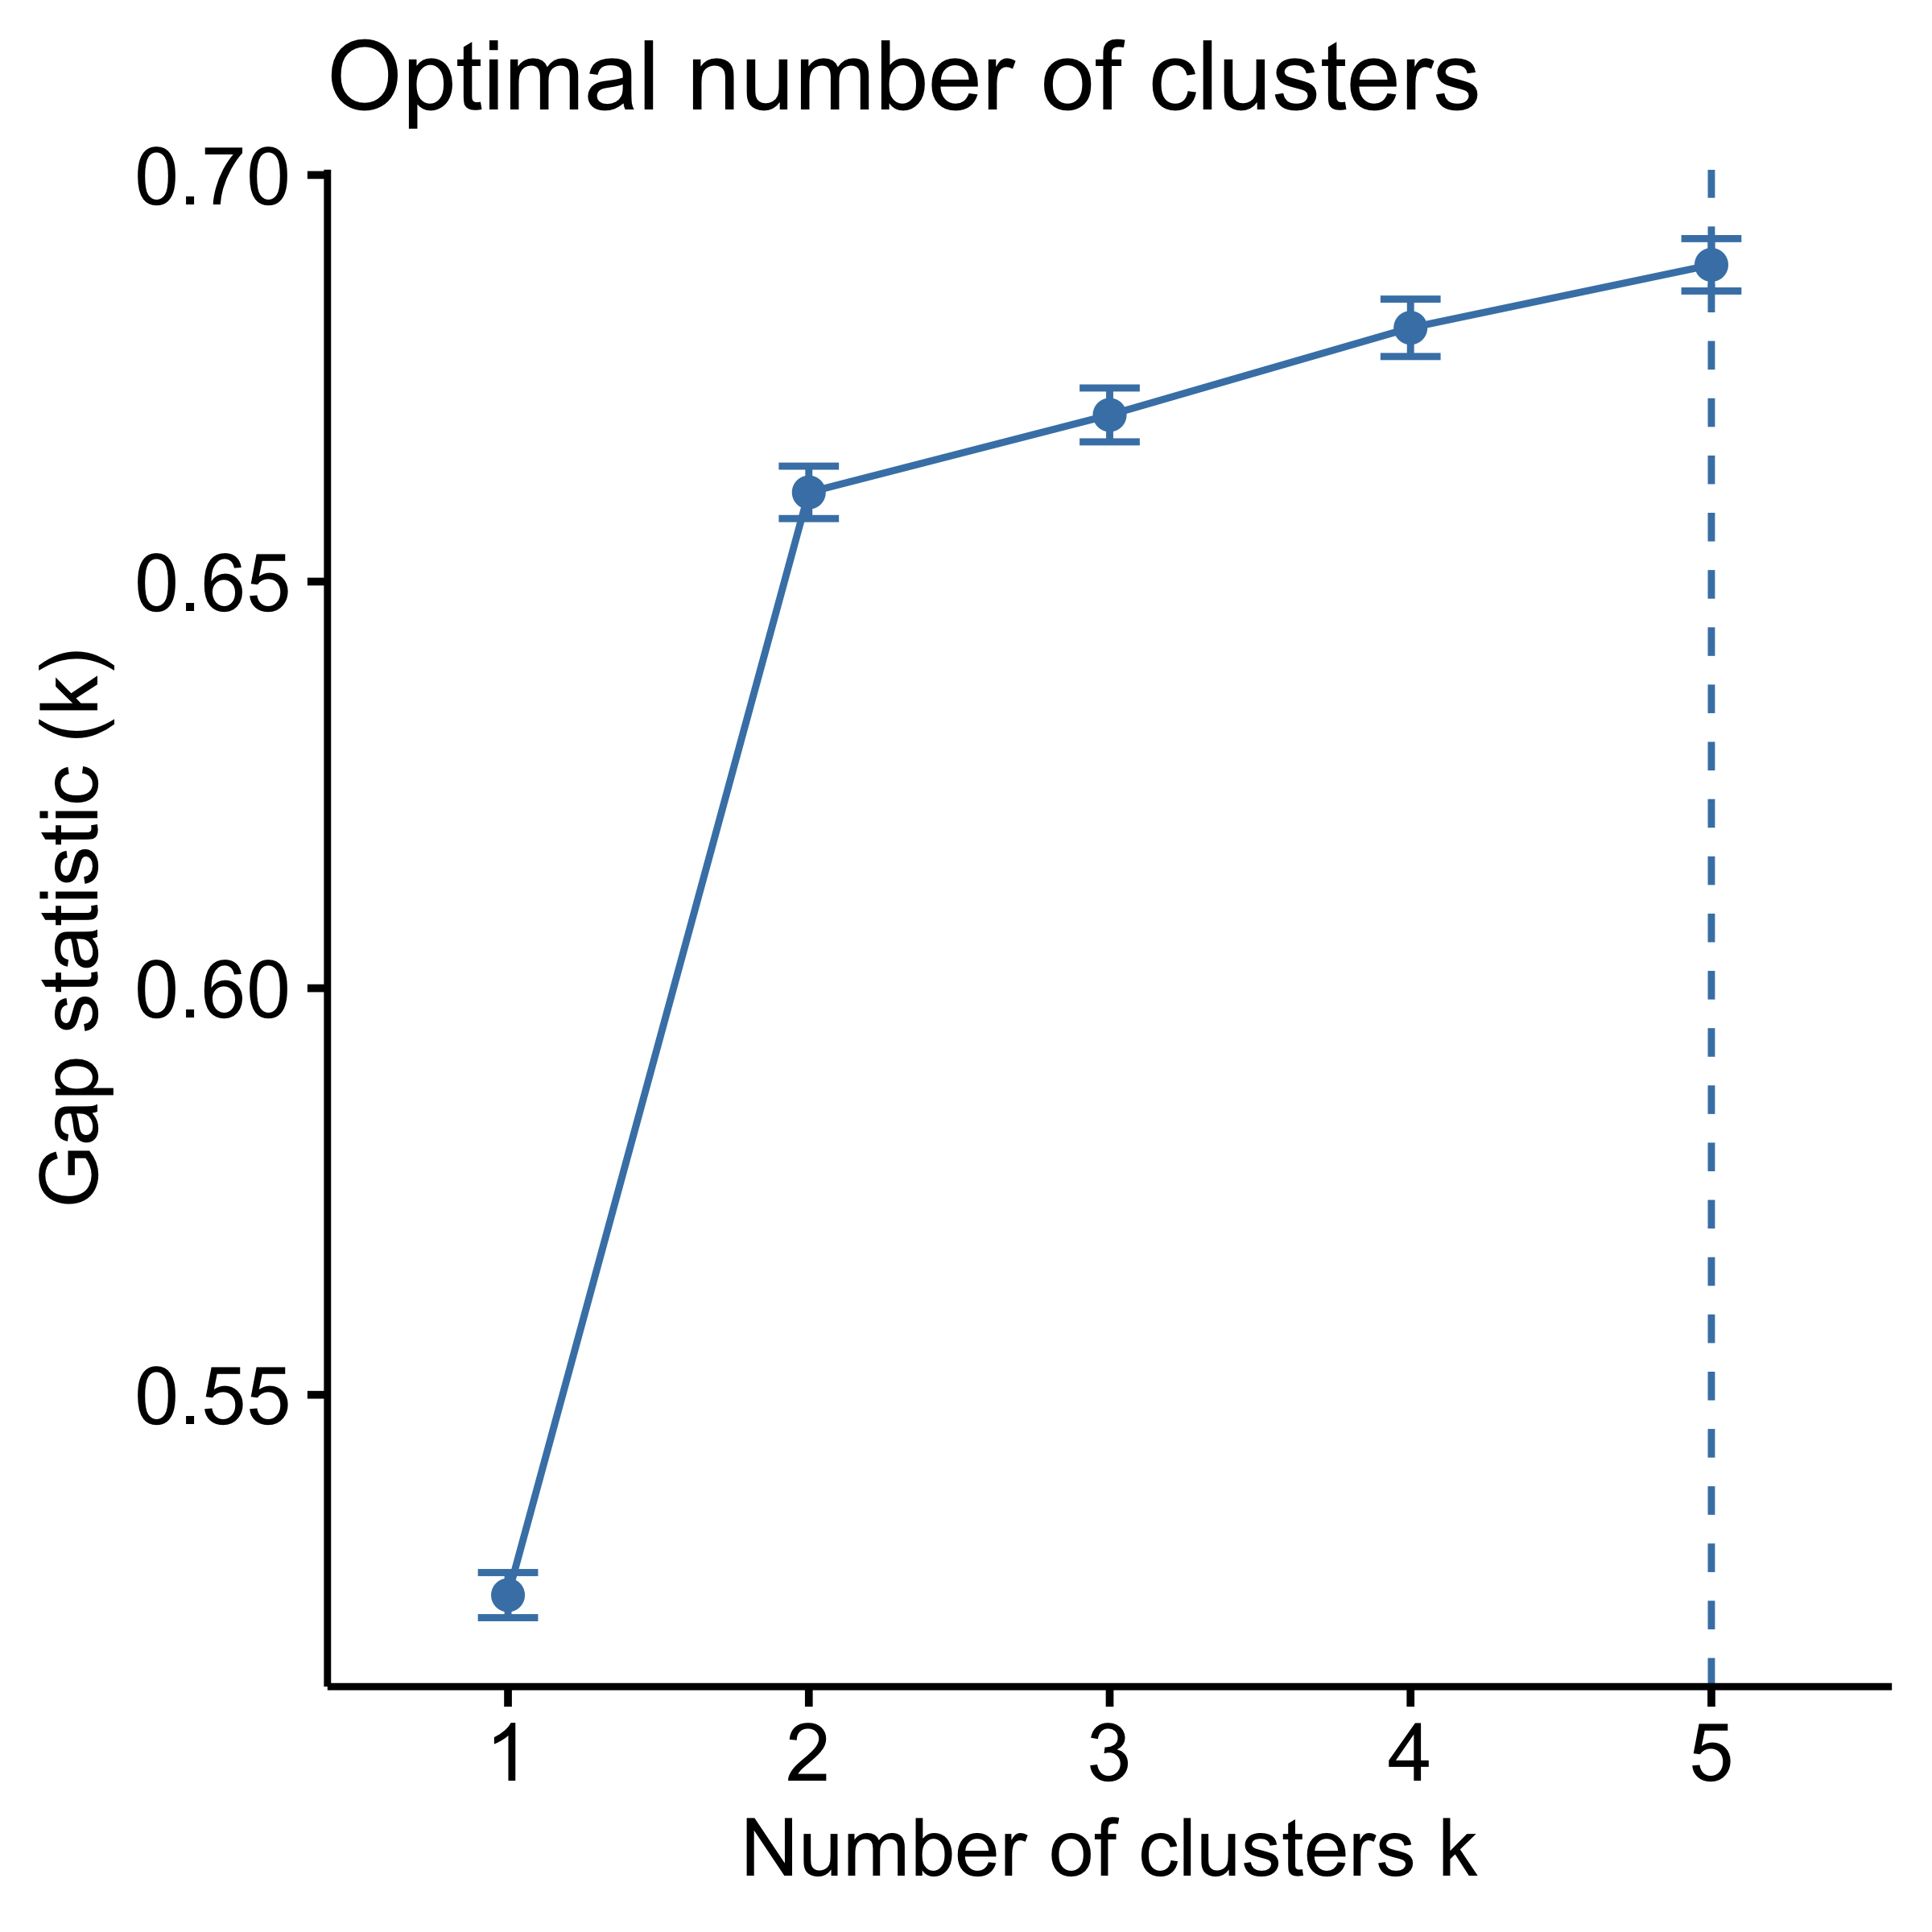 Optimal number of clusters
0.70
0.65
0.60
0.55
Gap statistic (k)
1 2 3 4 5
Number of clusters k